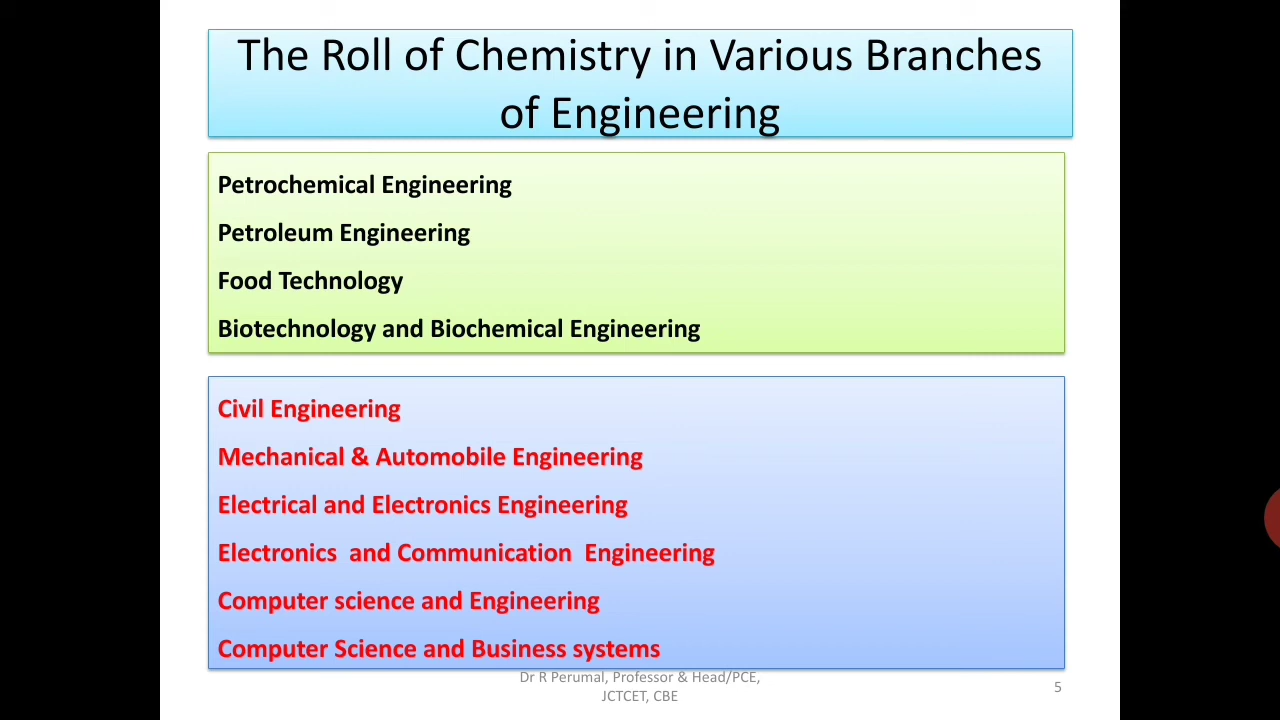 The Roll of Chemistry in Various Branches
of Engineering
Petrochemical Engineering
Petroleum Engineering
Food Technology
Biotechnology and Biochemical Engineering
Civil Engineering
Mechanical & Automobile Engineering
Electrical and Electronics Engineering
Electronics  and Communication  Engineering
Computer science and Engineering
Computer Science and Business systems
Dr R Perumal, Professor & Head/PCE,
JCTCET, CBE
5